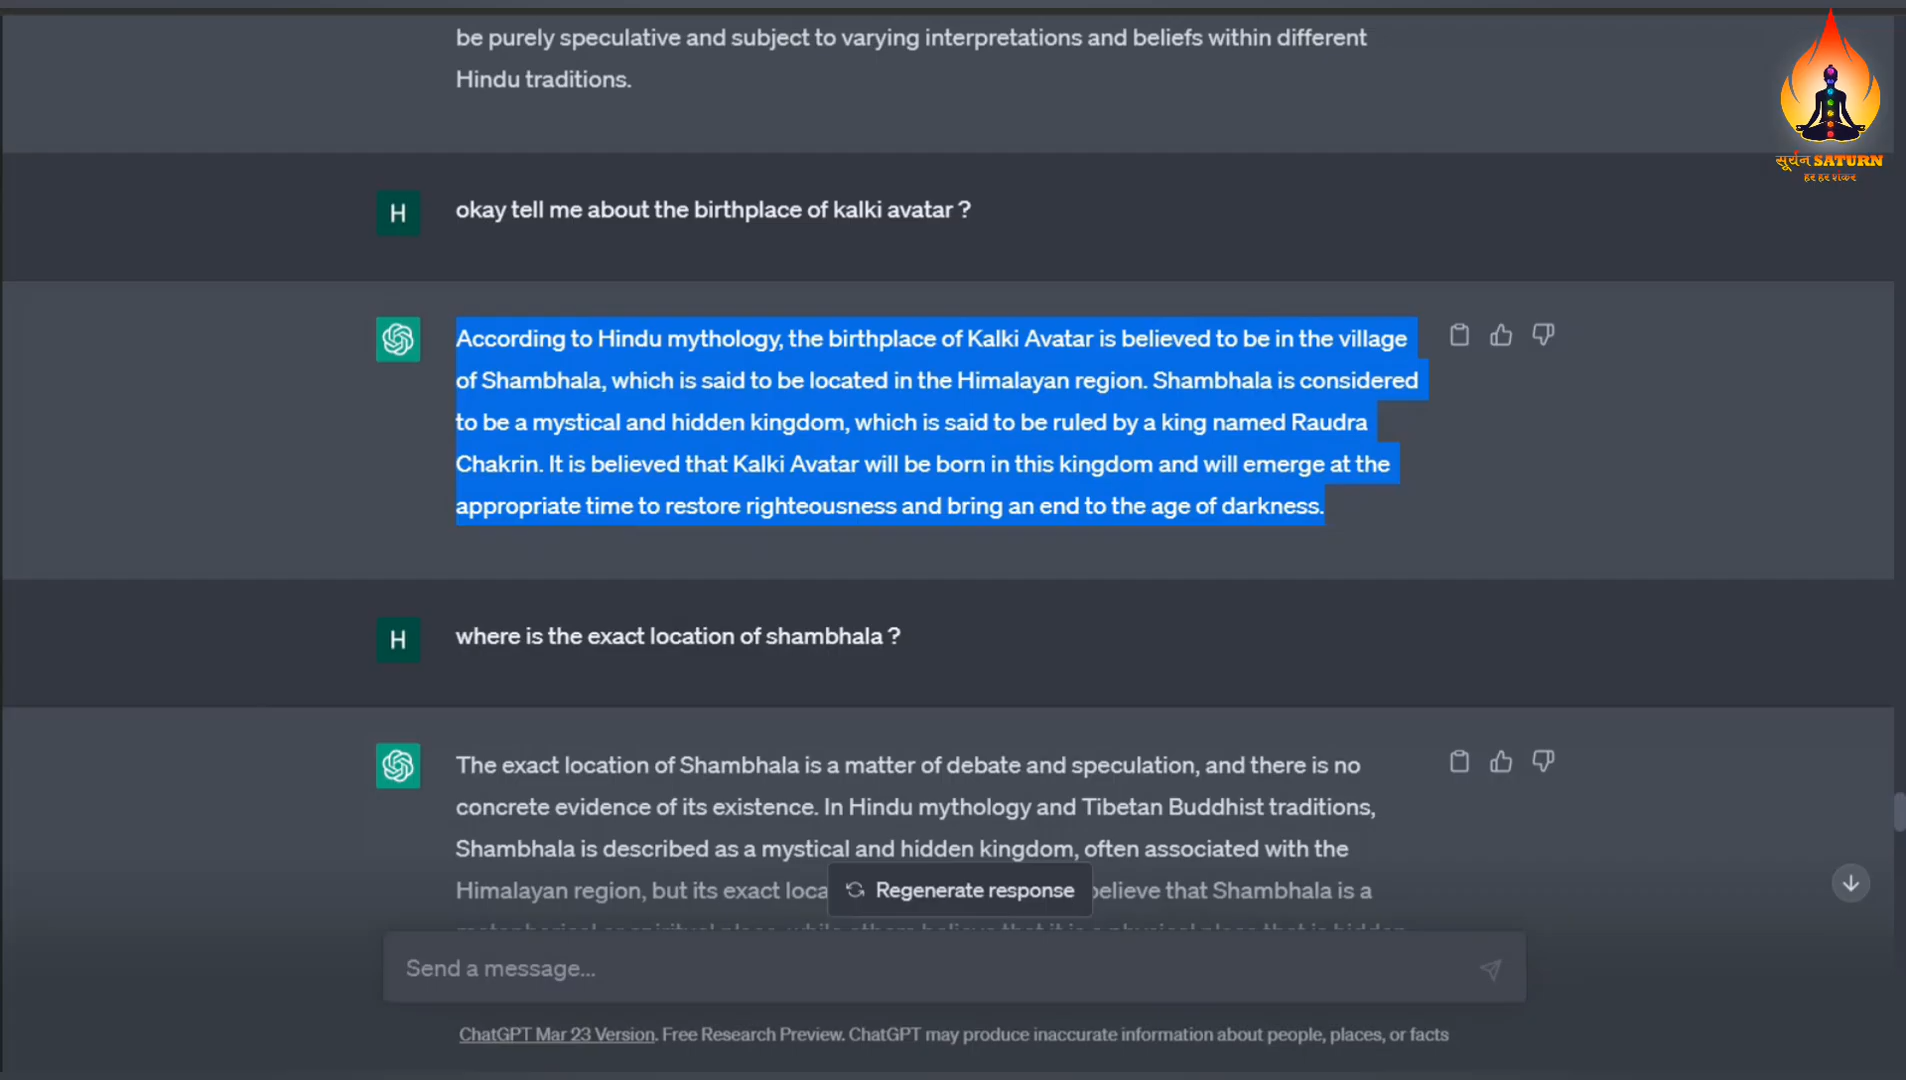 be purely speculative and subject to varying interpretations and beliefs within different
Hindu traditions.
सूर्यन SATURN
हर हर शंकर
H
okay tell me about the birthplace of kalki avatar ?
According to Hindu mythology, the birthplace of Kalki Avatar is believed to be in the village
of Shambhala, which is said to be located in the Himalayan region. Shambhala is considered
to be a mystical and hidden kingdom, which is said to be ruled by a king named Raudra
Chakrin. It is believed that Kalki Avatar will be born in this kingdom and will emerge at the
appropriate time to restore righteousness and bring an end to the age of darkness.
H
where is the exact location of shambhala ?
The exact location of Shambhala is a matter of debate and speculation, and there is no
concrete evidence of its existence. In Hindu mythology and Tibetan Buddhist traditions,
Shambhala is described as a mystical and hidden kingdom, often associated with the
Himalayan region, but its exact loca
Regenerate response
believe that Shambhala is a
Send a message...
ChatGPT Mar 23 Version. Free Research Preview. ChatGPT may produce inaccurate information about people, places, or facts